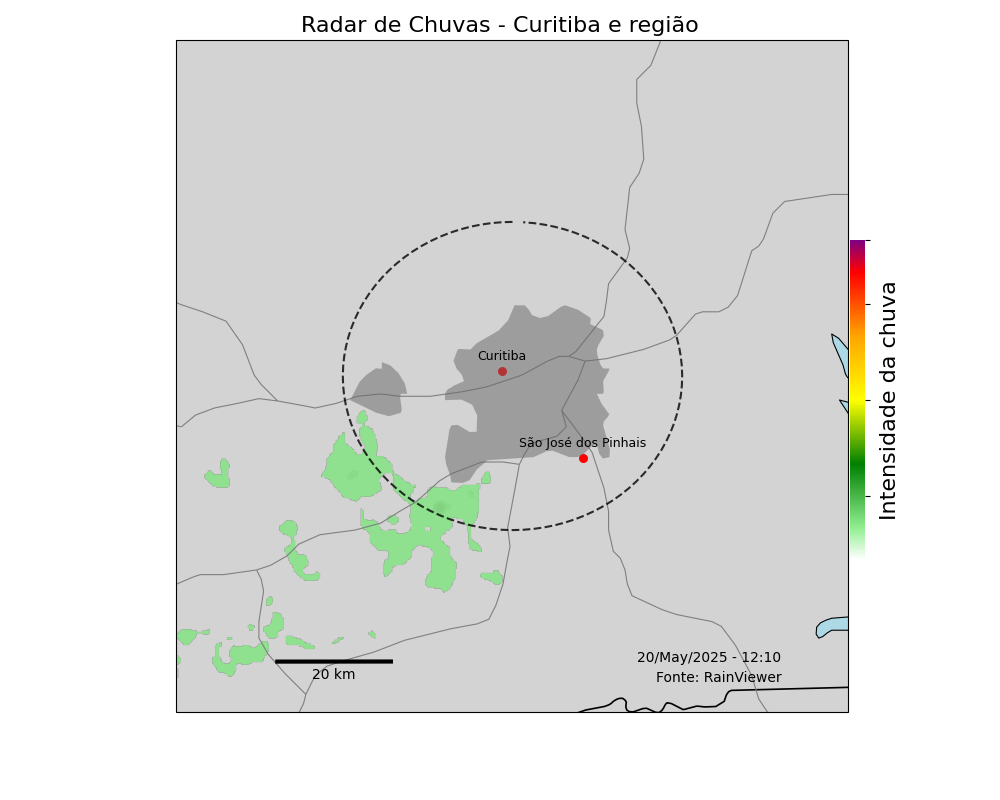 Radar de Chuvas - Curitiba e região
Curitiba
São José dos Pinhais
Intensidade da chuva
20/May/2025 - 12:10
20 km
Fonte: RainViewer